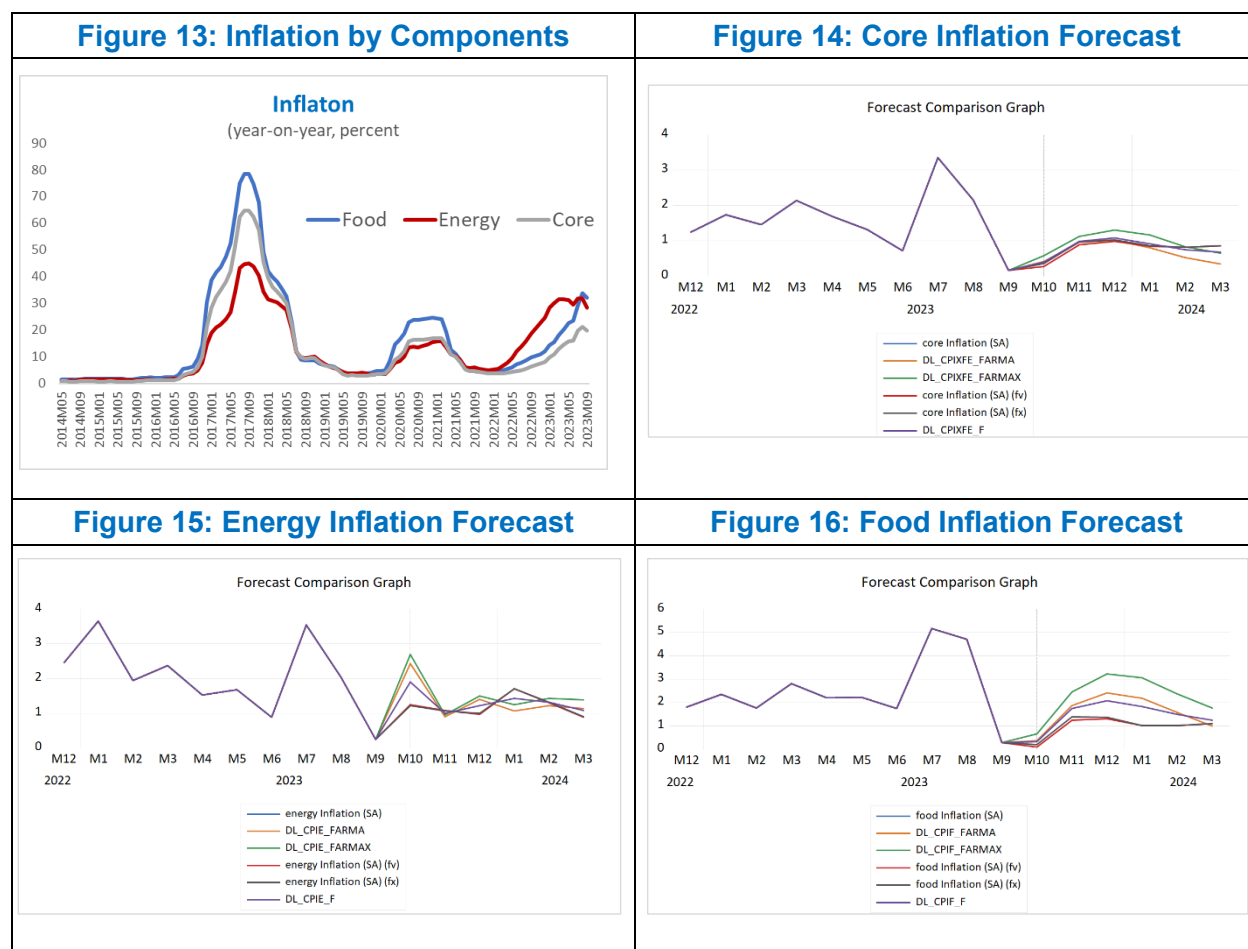 Figure 13: Inflation by Components
Figure 14: Core Inflation Forecast
Inflaton
(year-on-year, percent
90
80
70
60
50
40
30
20
10
0
Food
Energy
Core
2014M05
2014M09
2015M01
2015M05
2015M09
2016M01
2016M05
2016M09
2017M01
2017M05
2017M09
2018M01
2018M05
2018M09
2019M01
2019M05
2019M09
2020M01
2020M05
2020M09
2021M01
2021M05
2021M09
2022M01
2022M05
2022M09
2023M01
2023M05
2023M09
Forecast Comparison Graph
4
3
2
1
0
M12 M1 M2 M3 M4 M5 M6 M7 M8 M9 M10 M11 M12 M1 M2 M3
2022 2023 2024
core Inflation (SA)
DL_CPIXFE_FARMA
DL_CPIXFE_FARMAX
core Inflation (SA) (fv)
core Inflation (SA) (fx)
DL_CPIXFE_F
Figure 15: Energy Inflation Forecast
Figure 16: Food Inflation Forecast
Forecast Comparison Graph
4
3
2
1
0
M12 M1 M2 M3 M4 M5 M6 M7 M8 M9 M10 M11 M12 M1 M2 M3
2022 2023 2024
energy Inflation (SA)
DL_CPIE_FARMA
DL_CPIE_FARMAX
energy Inflation (SA) (fv)
energy Inflation (SA) (fx)
DL_CPIE_F
Forecast Comparison Graph
6
5
4
3
2
1
0
M12 M1 M2 M3 M4 M5 M6 M7 M8 M9 M10 M11 M12 M1 M2 M3
2022 2023 2024
food Inflation (SA)
DL_CPIF_FARMA
DL_CPIF_FARMAX
food Inflation (SA) (fv)
food Inflation (SA) (fx)
DL_CPIF_F